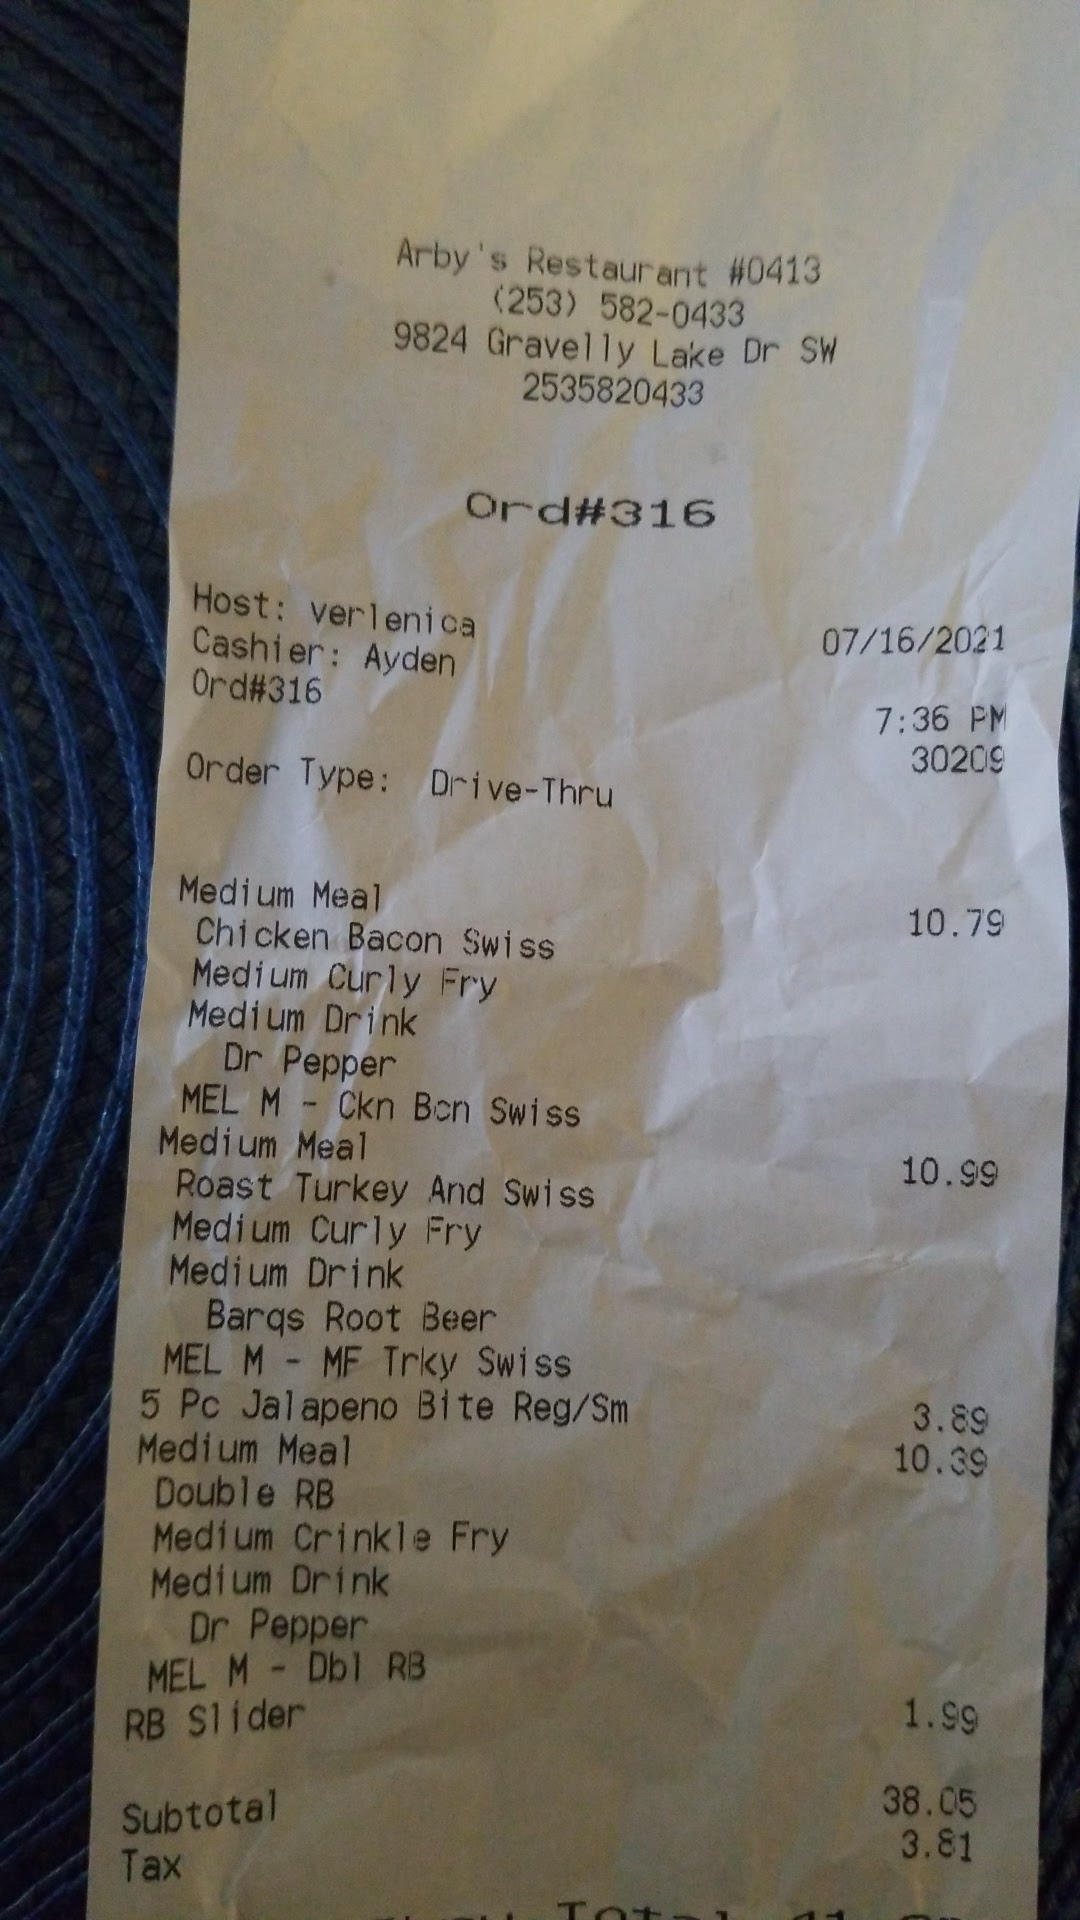 Arby's Restaurant #0413
(253) 582-0433
9824 Gravelly Lake Dr SW
2535820433
Ord#316
Host: verlenica
Cashier: Ayden 07/16/2021
Ord#316
7:36 PM
Order Type: Drive-Thru 30209
Medium Meal 10.79
Chicken Bacon Swiss
Medium Curly Fry
Medium Drink
Dr Pepper
MEL M - Ckn Bcn Swiss
Medium Meal 10.99
Roast Turkey And Swiss
Medium Curly Fry
Medium Drink
Barqs Root Beer
MEL M - MF Trky Swiss
5 Pc Jalapeno Bite Reg/Sm 3.89
Medium Meal 10.39
Double RB
Medium Crinkle Fry
Medium Drink
Dr Pepper
MEL M - Dbl RB
RB Slider 1.99
Subtotal 38.05
Tax 3.81
Total